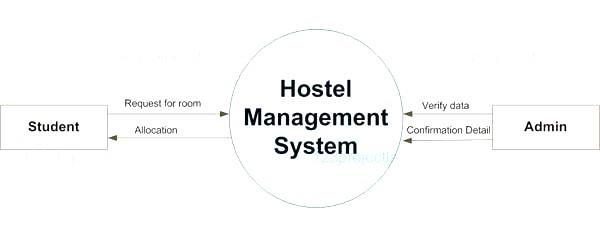 Hostel
Management
System
Student
Request for room
Allocation
Verify data
Confirmation Detail
Admin